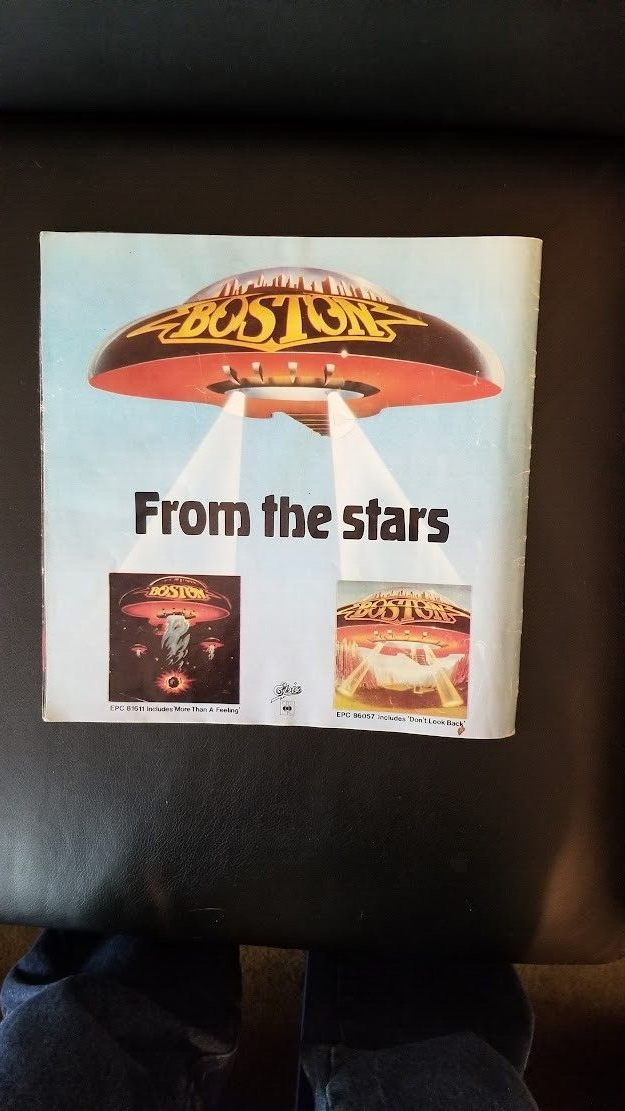 BOSTON
From the stars
BOSTON
BOSTON
Epic
EPC 81611 Includes 'More Than A Feeling'
EPC 86057 Includes 'Don't Look Back'